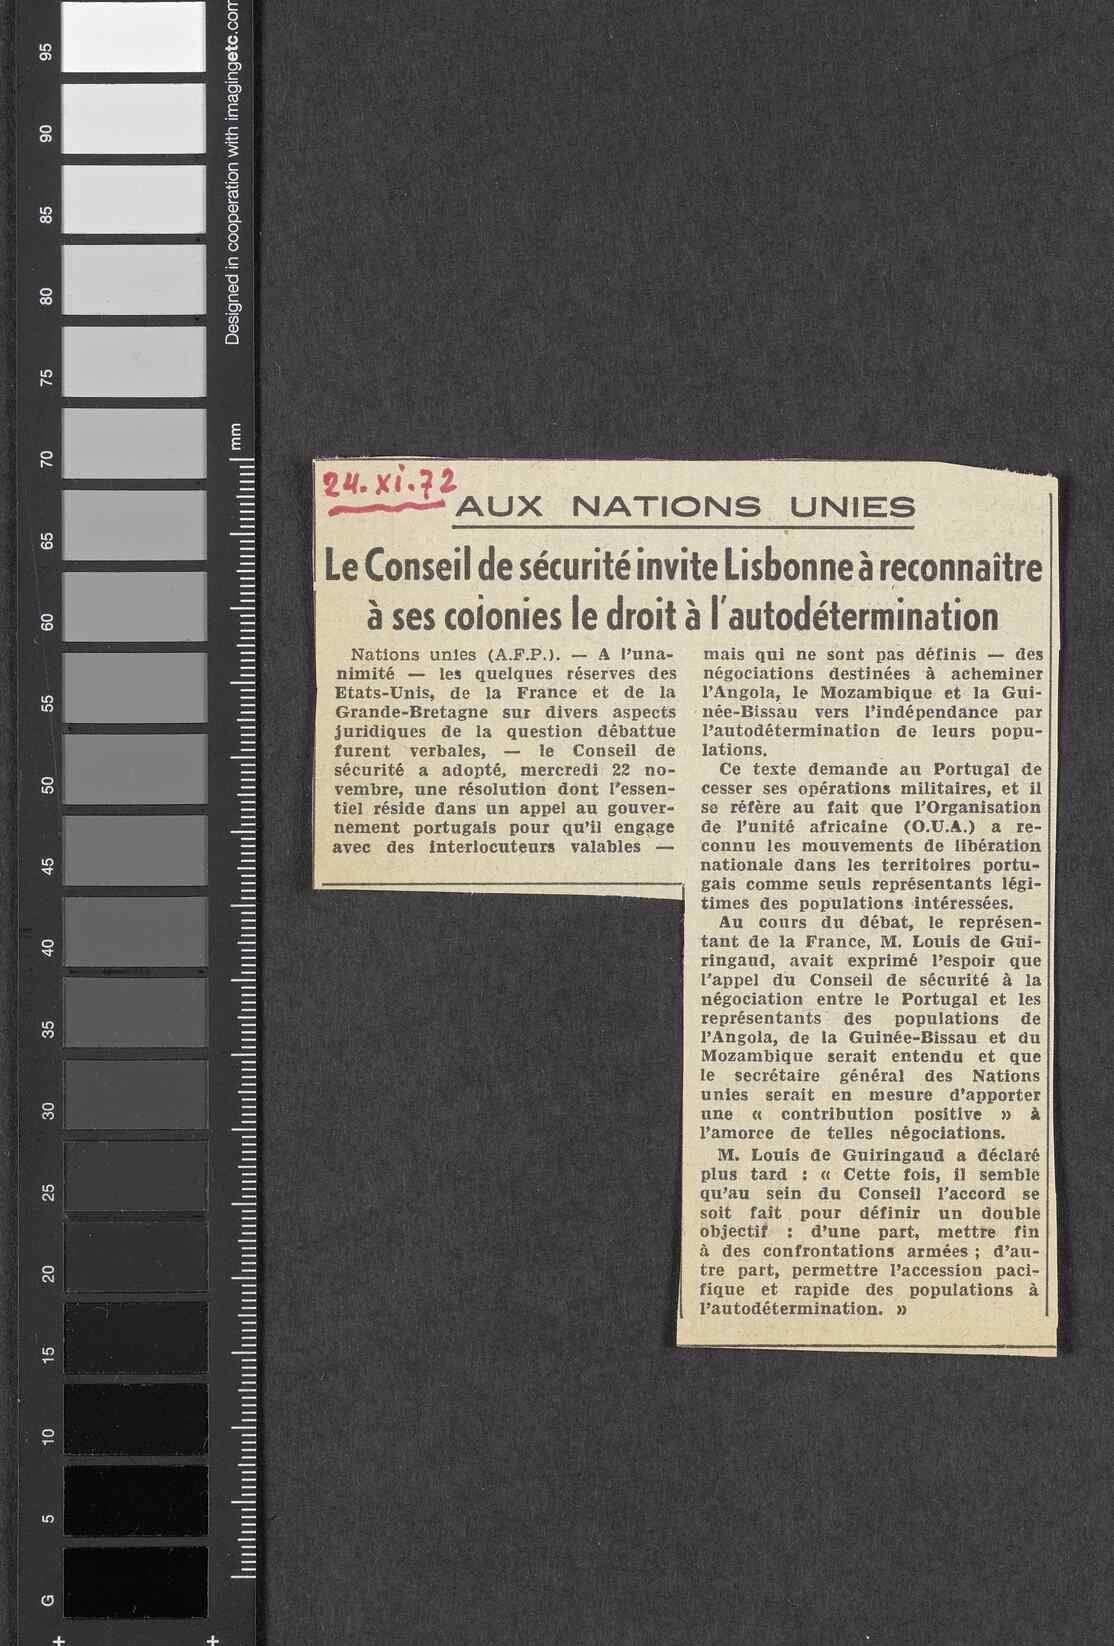 95
90
85
80
75
70
65
60
55
50
45
40
35
30
25
20
15
10
5
G
Designed in cooperation with imagingetc.com
mm
24.XI.72
AUX NATIONS UNIES
Le Conseil de sécurité invite Lisbonne à reconnaître
à ses colonies le droit à l'autodétermination
Nations unies (A.F.P.). — A l'una-
nimité — les quelques réserves des
Etats-Unis, de la France et de la
Grande-Bretagne sur divers aspects
juridiques de la question débattue
furent verbales, — le Conseil de
sécurité a adopté, mercredi 22 no-
vembre, une résolution dont l'essen-
tiel réside dans un appel au gouver-
nement portugais pour qu'il engage
avec des interlocuteurs valables —
mais qui ne sont pas définis — des
négociations destinées à acheminer
l'Angola, le Mozambique et la Gui-
née-Bissau vers l'indépendance par
l'autodétermination de leurs popu-
lations.
Ce texte demande au Portugal de
cesser ses opérations militaires, et il
se réfère au fait que l'Organisation
de l'unité africaine (O.U.A.) a re-
connu les mouvements de libération
nationale dans les territoires portu-
gais comme seuls représentants légi-
times des populations intéressées.
Au cours du débat, le représen-
tant de la France, M. Louis de Gui-
ringaud, avait exprimé l'espoir que
l'appel du Conseil de sécurité à la
négociation entre le Portugal et les
représentants des populations de
l'Angola, de la Guinée-Bissau et du
Mozambique serait entendu et que
le secrétaire général des Nations
unies serait en mesure d'apporter
une « contribution positive » à
l'amorce de telles négociations.
M. Louis de Guiringaud a déclaré
plus tard : « Cette fois, il semble
qu'au sein du Conseil l'accord se
soit fait pour définir un double
objectif : d'une part, mettre fin
à des confrontations armées ; d'au-
tre part, permettre l'accession paci-
fique et rapide des populations à
l'autodétermination. »